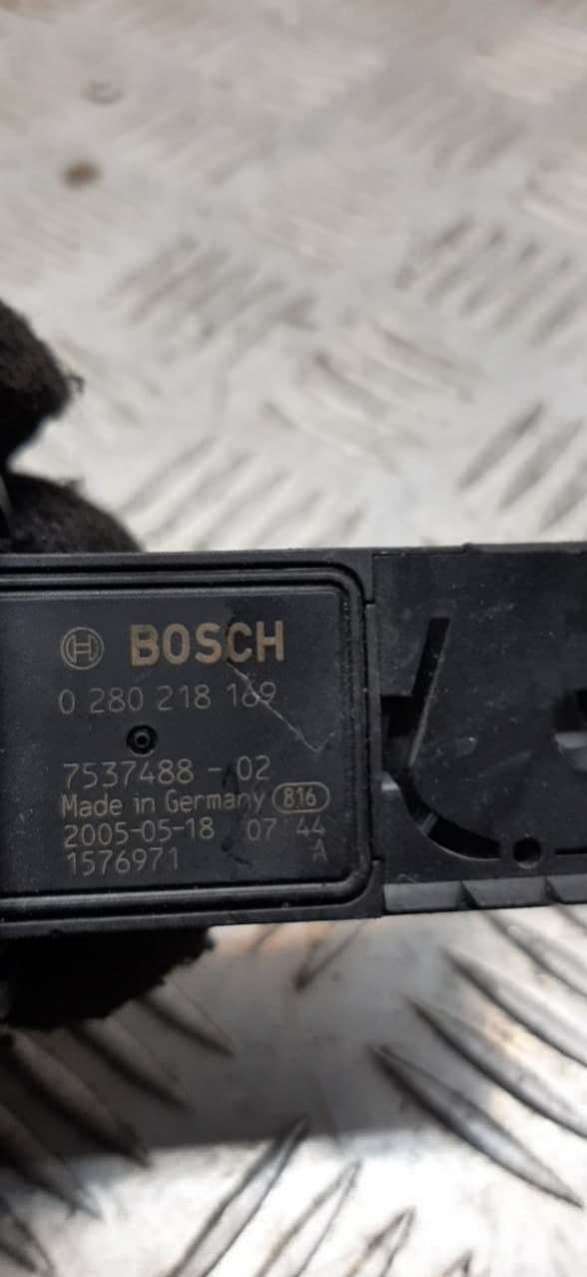 BOSCH
0 280 218 169
7537488 - 02
Made in Germany 816
2005-05-18 07:44
1576971 A